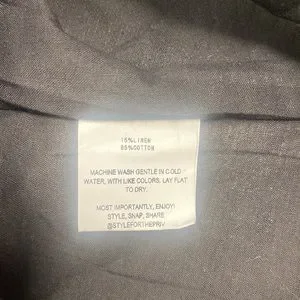 15%LINEN
85%COTTON
MACHINE WASH GENTLE IN COLD
WATER, WITH LIKE COLORS, LAY FLAT
TO DRY.
MOST IMPORTANTLY, ENJOY!
STYLE, SNAP, SHARE
@STYLEFORTHEPRIV